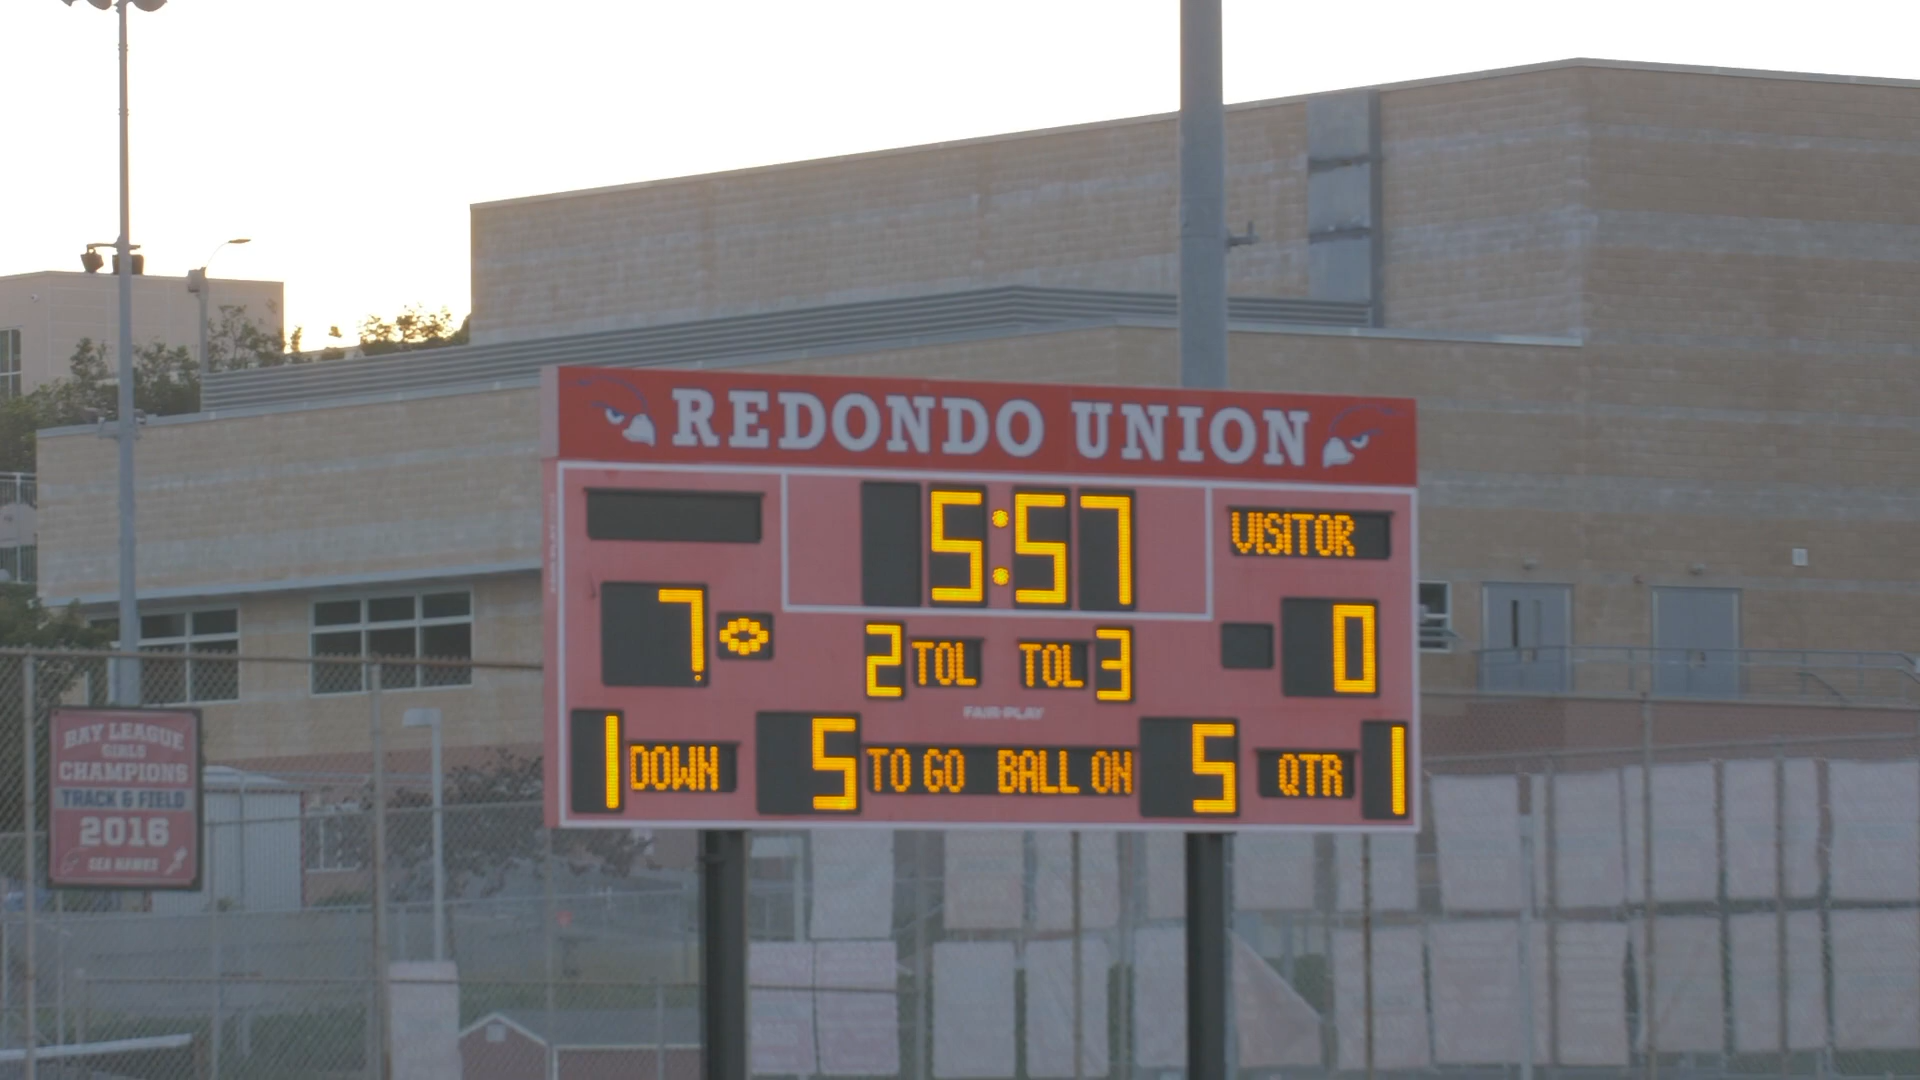 REDONDO UNION
5:57
VISITOR
7 0
2 TOL TOL 3
FAIR-PLAY
1 DOWN 5 TO GO BALL ON 5 QTR 1
BAY LEAGUE
GIRLS
CHAMPIONS
TRACK & FIELD
2016
SEA HAWKS